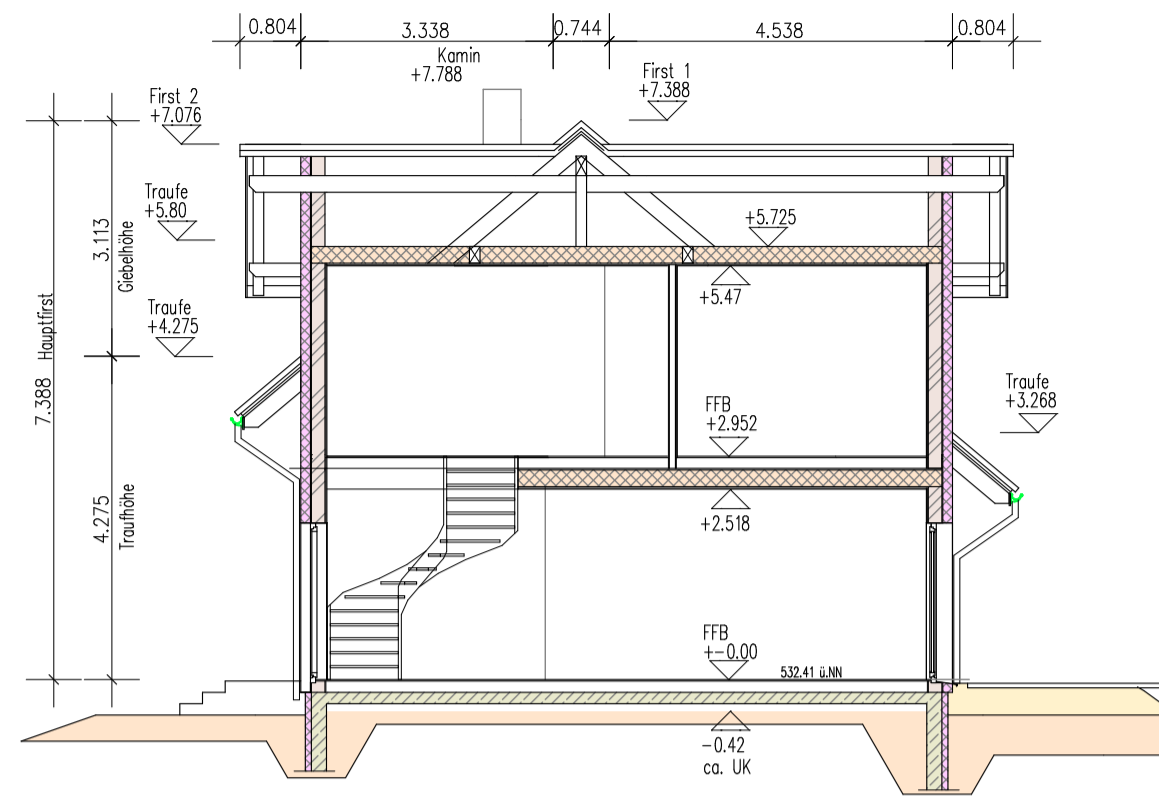 0.804
3.338
0.744
4.538
0.804
Kamin
+7.788
First 1
+7.388
First 2
+7.076
Traufe
+5.80
+5.725
3.113
Giebelhöhe
+5.47
Traufe
+4.275
7.388 Hauptfirst
Traufe
+3.268
FFB
+2.952
4.275
Traufhöhe
+2.518
FFB
+-0.00
532.41 ü.NN
-0.42
ca. UK